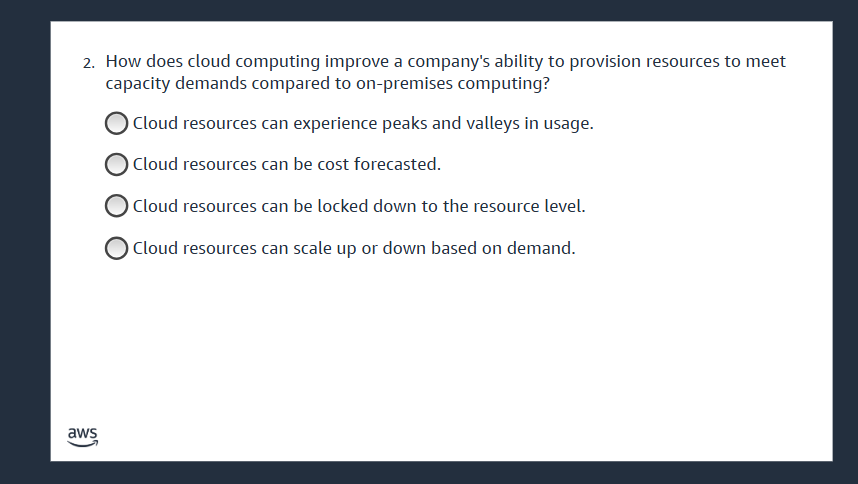 2. How does cloud computing improve a company's ability to provision resources to meet
capacity demands compared to on-premises computing?
Cloud resources can experience peaks and valleys in usage.
Cloud resources can be cost forecasted.
Cloud resources can be locked down to the resource level.
Cloud resources can scale up or down based on demand.
aws